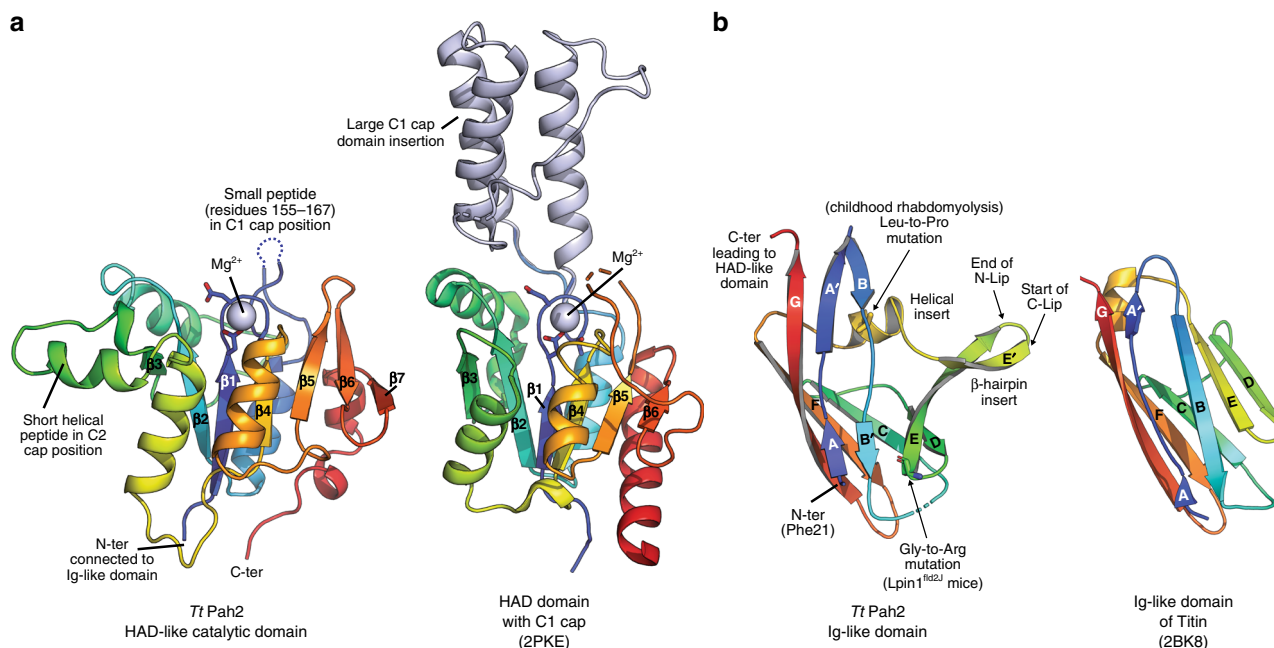 a
Large C1 cap
domain insertion
Small peptide
(residues 155–167)
in C1 cap position
Mg2+
β3
β2
β1
β4
β5
β6
β7
Short helical
peptide in C2
cap position
N-ter
connected to
Ig-like domain
C-ter
Tt Pah2
HAD-like catalytic domain
Mg2+
β3
β2
β1
β4
β5
β6
HAD domain
with C1 cap
(2PKE)
b
(childhood rhabdomyolysis)
Leu-to-Pro
mutation
C-ter
leading to
HAD-like
domain
End of
N-Lip
Start of
C-Lip
Helical
insert
β-hairpin
insert
G
A′
B
E′
F
C
A
B′
E
D
N-ter
(Phe21)
Gly-to-Arg
mutation
(Lpin1fld2J mice)
Tt Pah2
Ig-like domain
G
A′
F
C
B
E
D
A
Ig-like domain
of Titin
(2BK8)